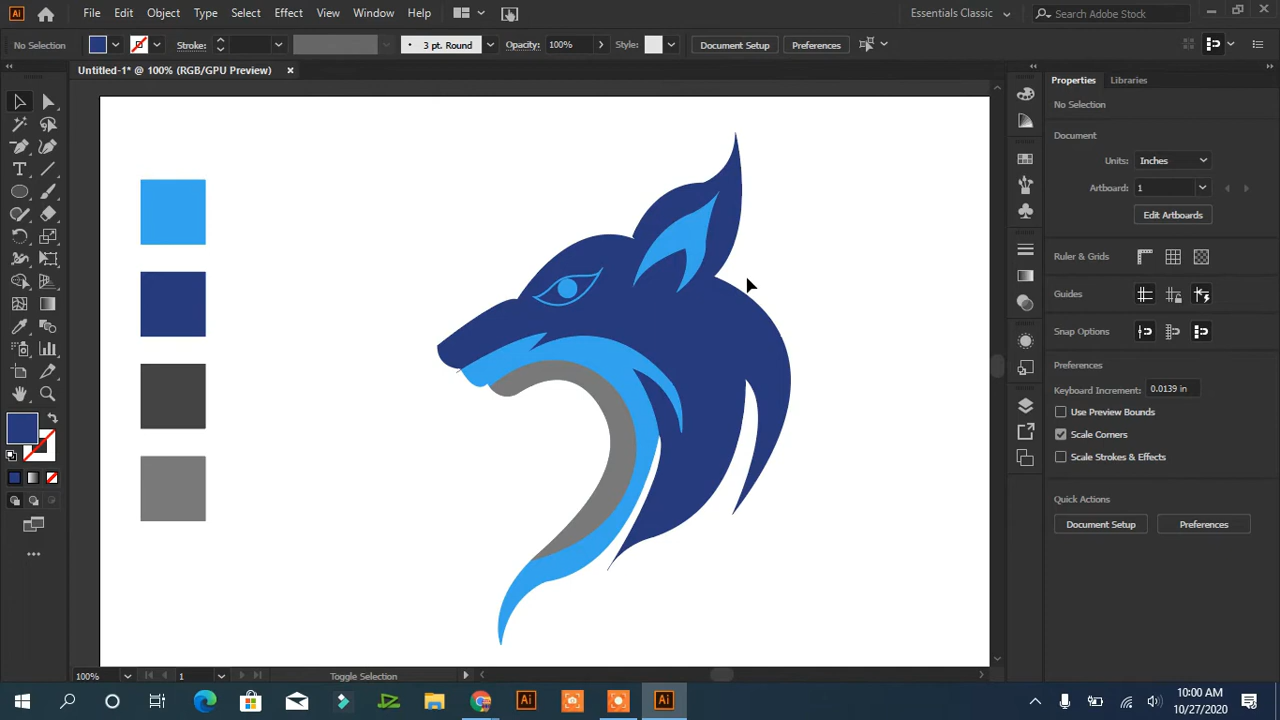 File Edit Object Type Select Effect View Window Help Essentials Classic Search Adobe Stock
No Selection Stroke: 3 pt. Round Opacity: 100% Style: Document Setup Preferences
Untitled-1* @ 100% (RGB/GPU Preview)
Properties Libraries
No Selection
Document
Units: Inches
Artboard: 1
Edit Artboards
Ruler & Grids
Guides
Snap Options
Preferences
Keyboard Increment: 0.0139 in
Use Preview Bounds
Scale Corners
Scale Strokes & Effects
Quick Actions
Document Setup Preferences
100% 1 Toggle Selection
10:00 AM
10/27/2020